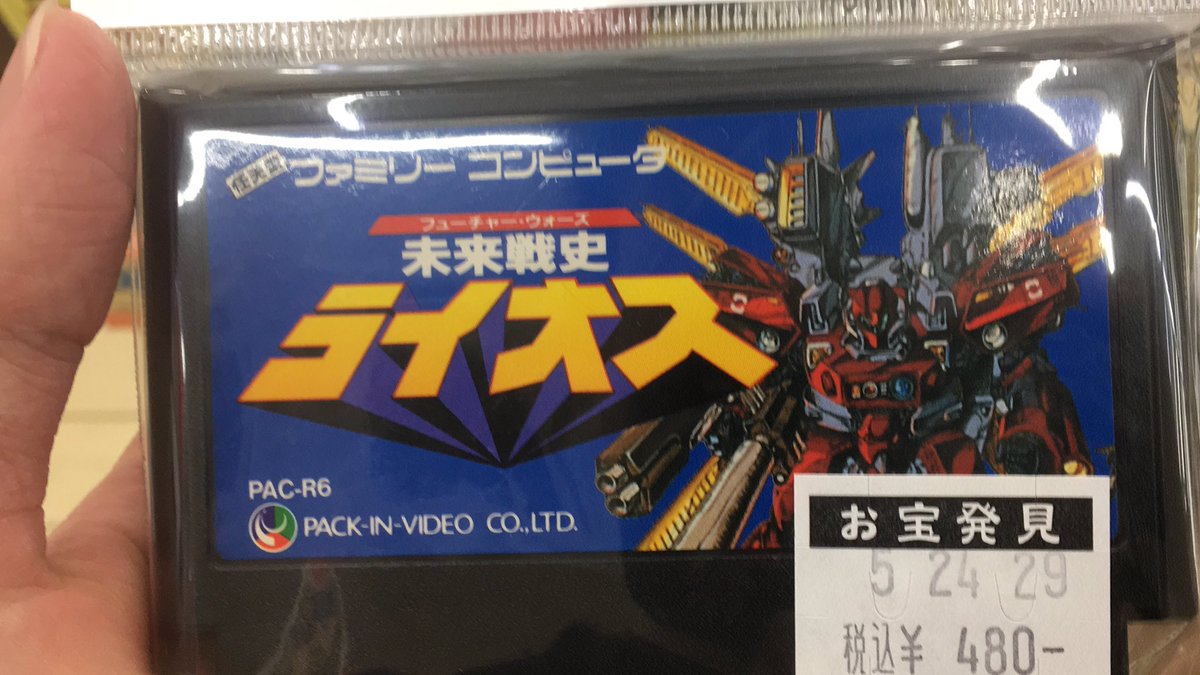 任天堂 ファミリー コンピュータ
フューチャー・ウォーズ
未来戦史
ライオス
PAC-R6
PACK-IN-VIDEO CO.,LTD.
お宝発見
5 24 29
税込¥ 480-